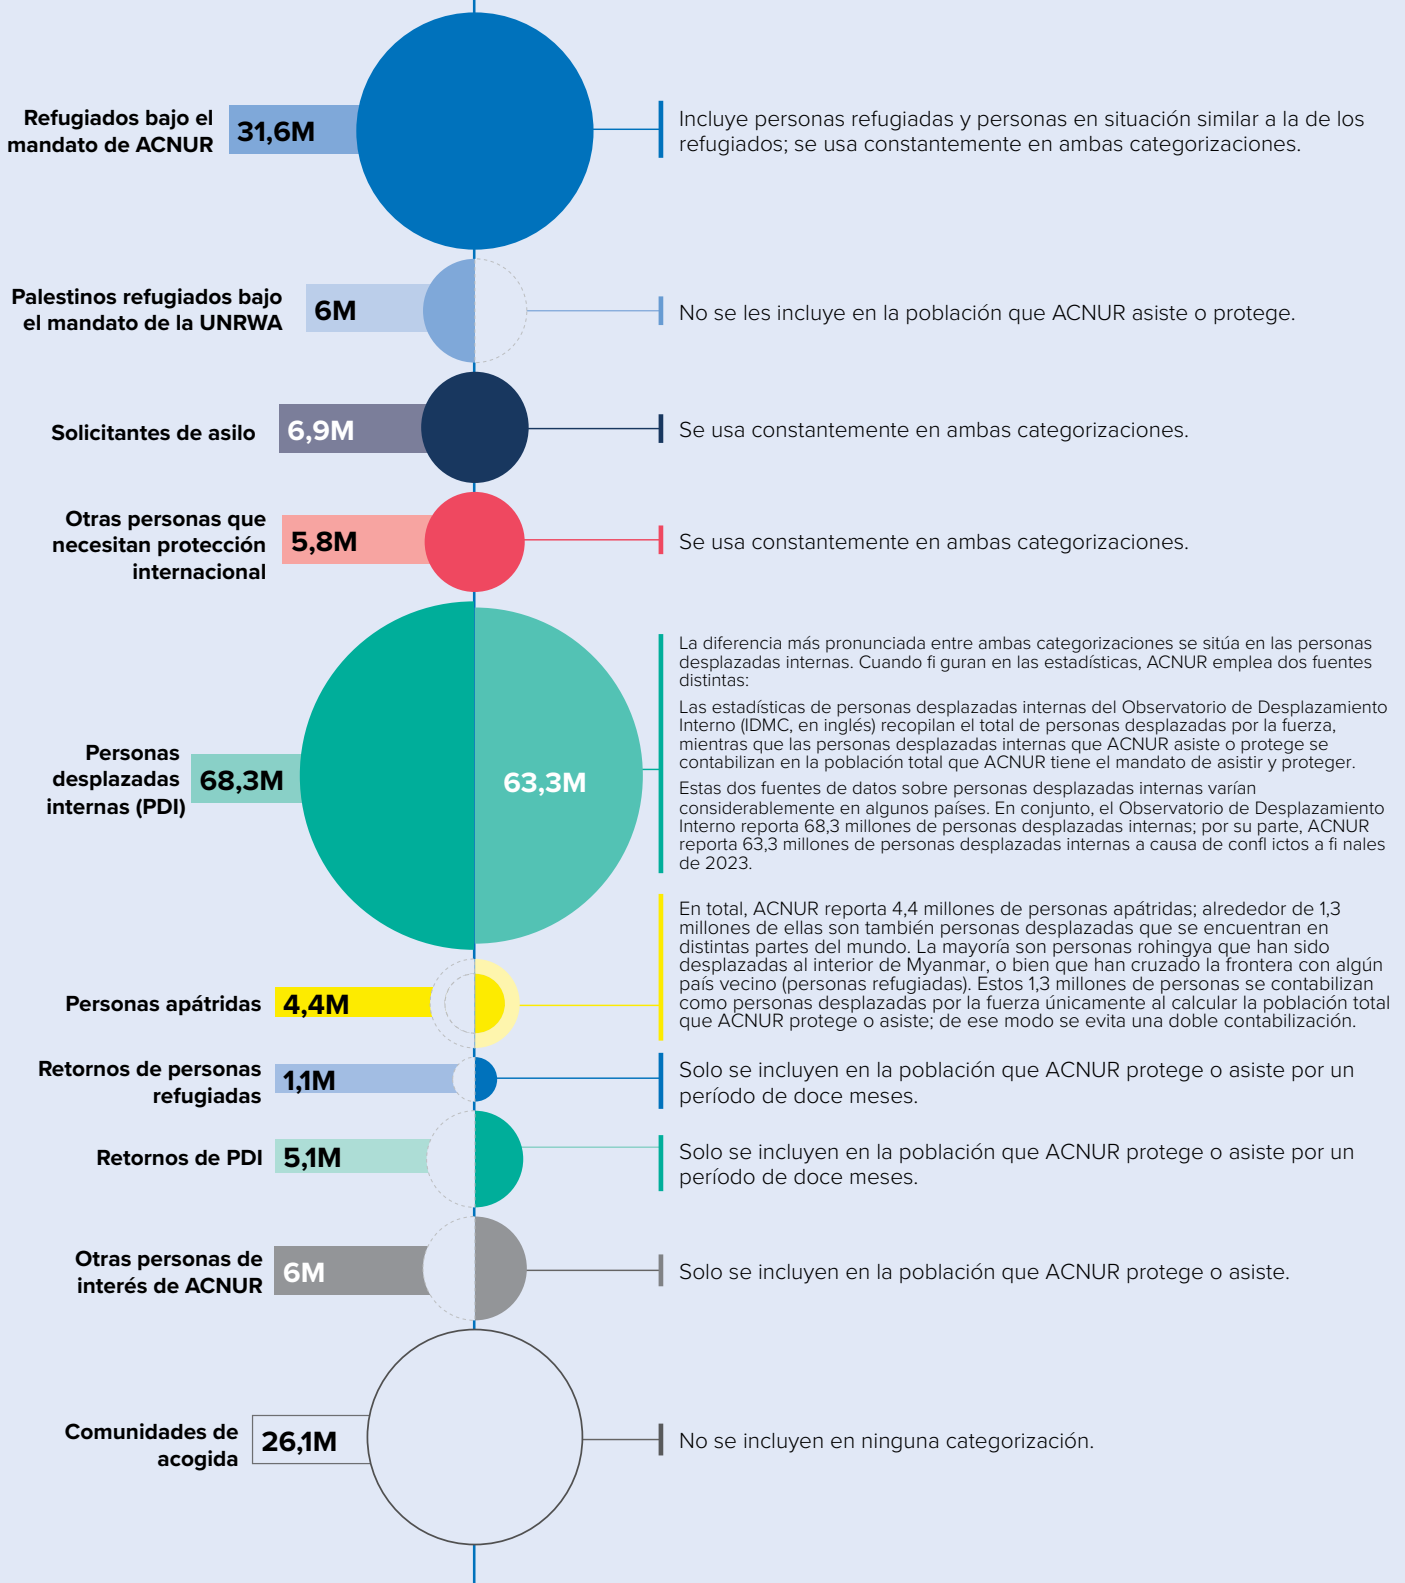 Refugiados bajo el
mandato de ACNUR
31,6M
Incluye personas refugiadas y personas en situación similar a la de los
refugiados; se usa constantemente en ambas categorizaciones.
Palestinos refugiados bajo
el mandato de la UNRWA
6M
No se les incluye en la población que ACNUR asiste o protege.
Solicitantes de asilo
6,9M
Se usa constantemente en ambas categorizaciones.
Otras personas que
necesitan protección
internacional
5,8M
Se usa constantemente en ambas categorizaciones.
Personas
desplazadas
internas (PDI)
68,3M
63,3M
La diferencia más pronunciada entre ambas categorizaciones se sitúa en las personas
desplazadas internas. Cuando fi guran en las estadísticas, ACNUR emplea dos fuentes
distintas:
Las estadísticas de personas desplazadas internas del Observatorio de Desplazamiento
Interno (IDMC, en inglés) recopilan el total de personas desplazadas por la fuerza,
mientras que las personas desplazadas internas que ACNUR asiste o protege se
contabilizan en la población total que ACNUR tiene el mandato de asistir y proteger.
Estas dos fuentes de datos sobre personas desplazadas internas varían
considerablemente en algunos países. En conjunto, el Observatorio de Desplazamiento
Interno reporta 68,3 millones de personas desplazadas internas; por su parte, ACNUR
reporta 63,3 millones de personas desplazadas internas a causa de confl ictos a fi nales
de 2023.
Personas apátridas
4,4M
En total, ACNUR reporta 4,4 millones de personas apátridas; alrededor de 1,3
millones de ellas son también personas desplazadas que se encuentran en
distintas partes del mundo. La mayoría son personas rohingya que han sido
desplazadas al interior de Myanmar, o bien que han cruzado la frontera con algún
país vecino (personas refugiadas). Estos 1,3 millones de personas se contabilizan
como personas desplazadas por la fuerza únicamente al calcular la población total
que ACNUR protege o asiste; de ese modo se evita una doble contabilización.
Retornos de personas
refugiadas
1,1M
Solo se incluyen en la población que ACNUR protege o asiste por un
período de doce meses.
Retornos de PDI
5,1M
Solo se incluyen en la población que ACNUR protege o asiste por un
período de doce meses.
Otras personas de
interés de ACNUR
6M
Solo se incluyen en la población que ACNUR protege o asiste.
Comunidades de
acogida
26,1M
No se incluyen en ninguna categorización.